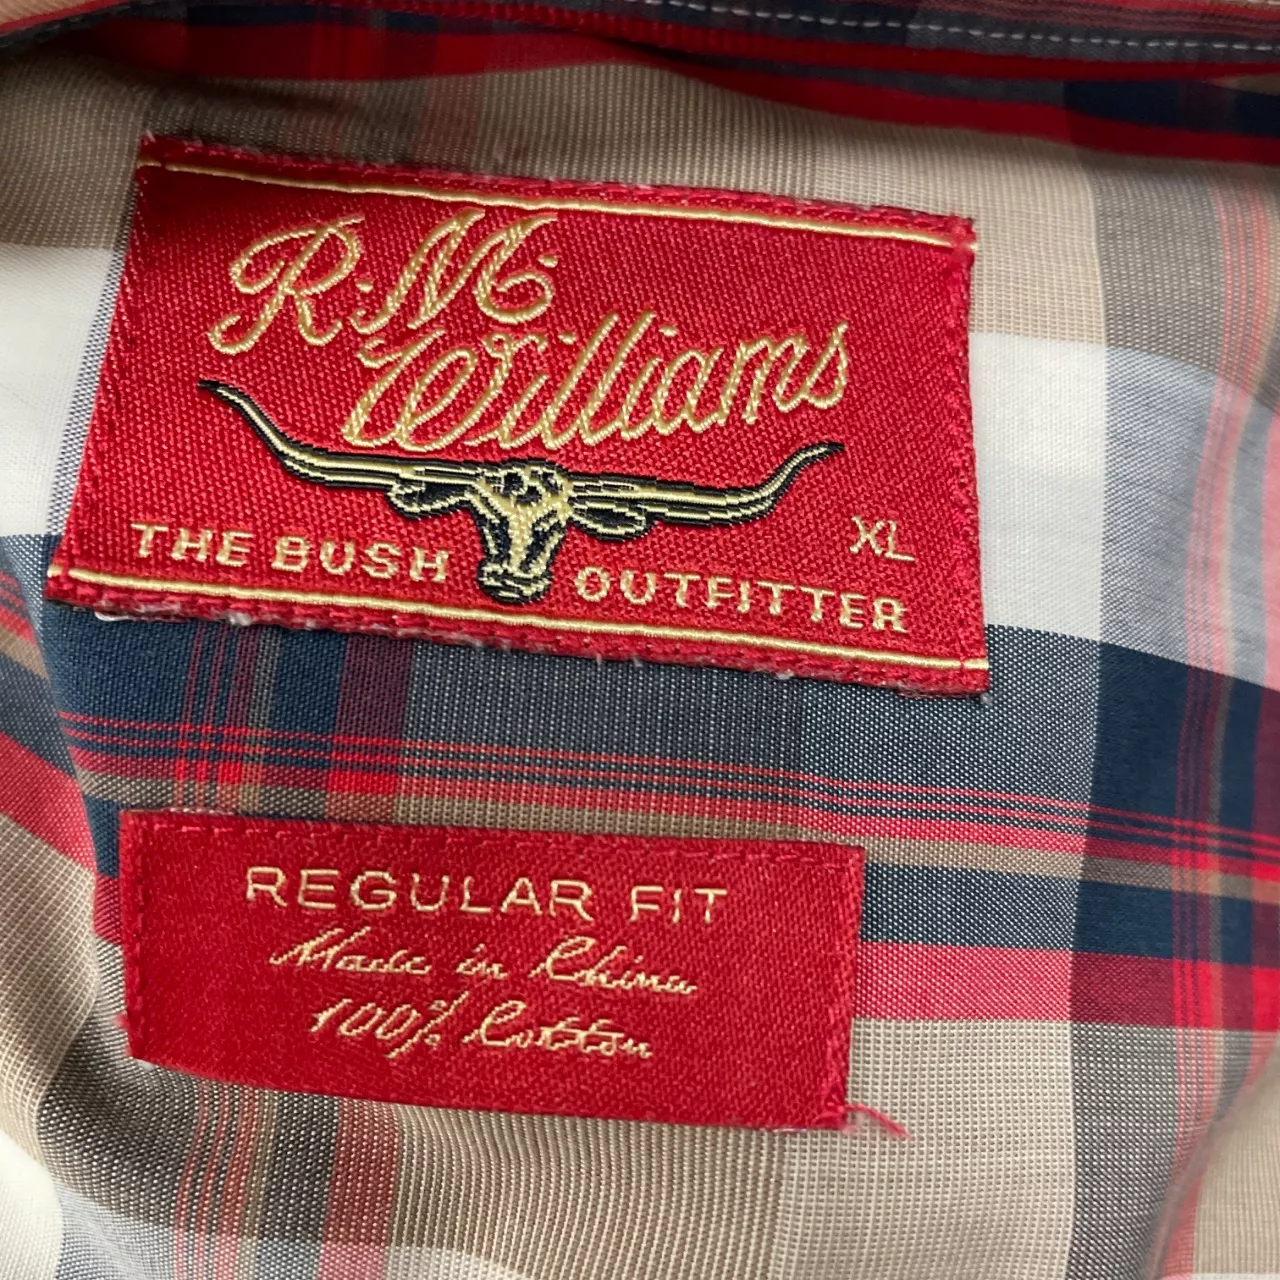 R.M.
Williams
XL
THE BUSH OUTFITTER
REGULAR FIT
Made in China
100% Cotton